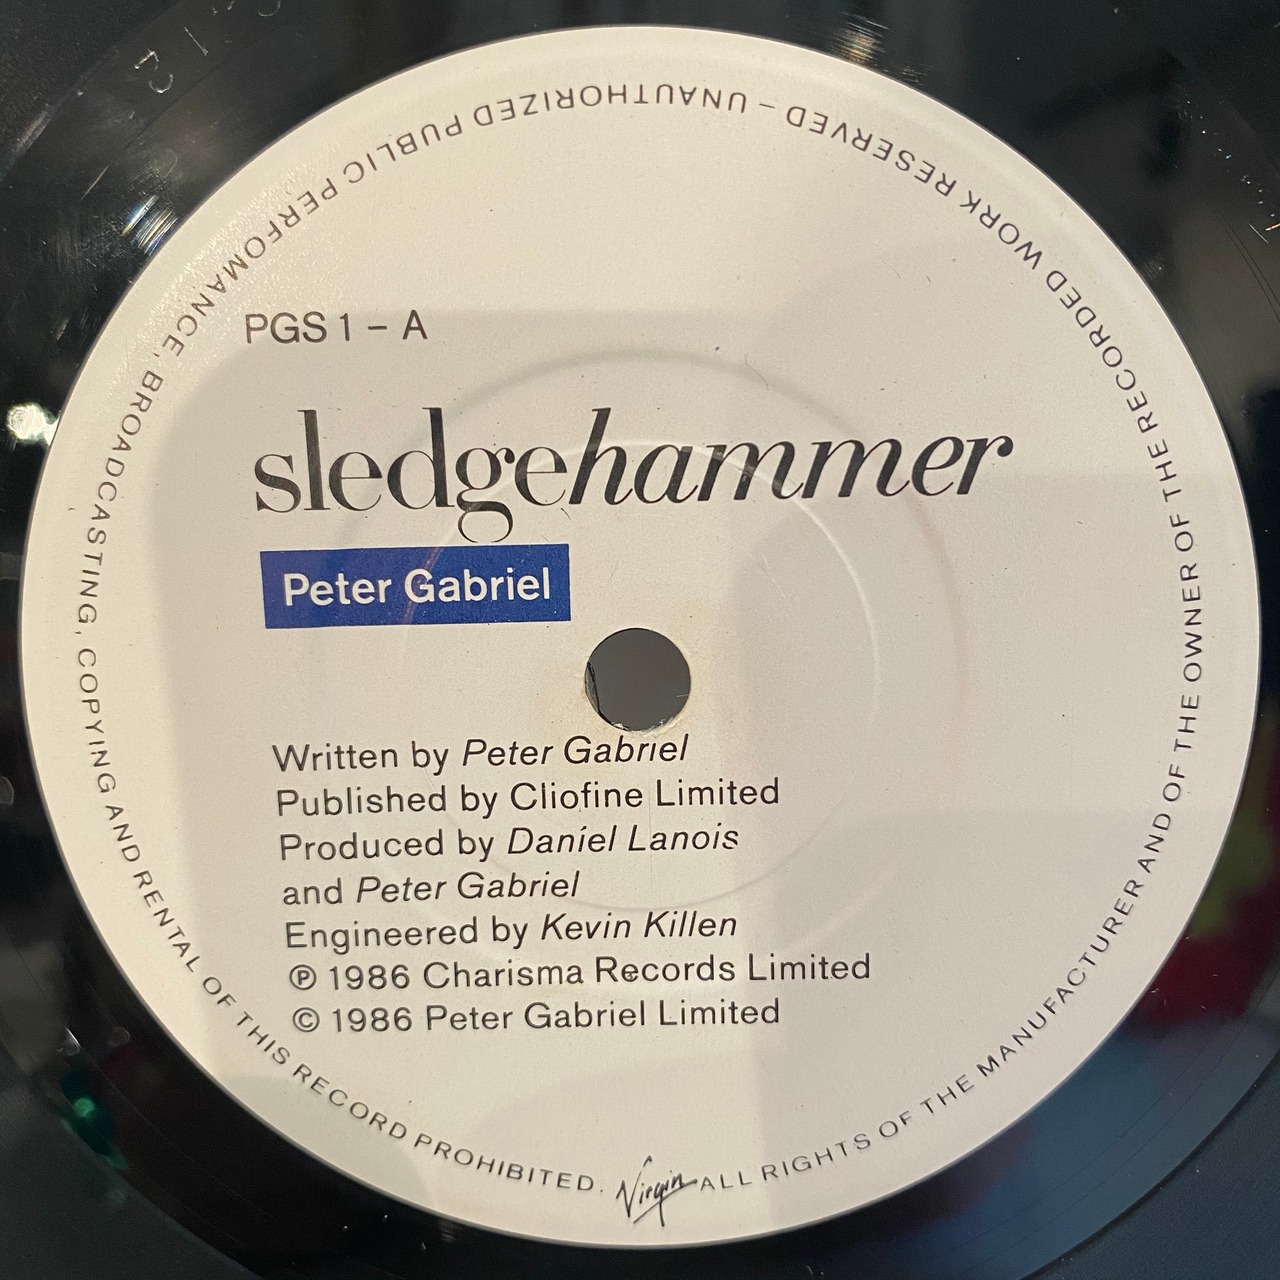 PGS 1 – A
sledgehammer
Peter Gabriel
Written by Peter Gabriel
Published by Cliofine Limited
Produced by Daniel Lanois
and Peter Gabriel
Engineered by Kevin Killen
℗ 1986 Charisma Records Limited
© 1986 Peter Gabriel Limited
Virgin
ALL RIGHTS OF THE MANUFACTURER AND OF THE OWNER OF THE RECORDED WORK RESERVED – UNAUTHORIZED PUBLIC PERFOMANCE, BROADCASTING, COPYING AND RENTAL OF THIS RECORD PROHIBITED.